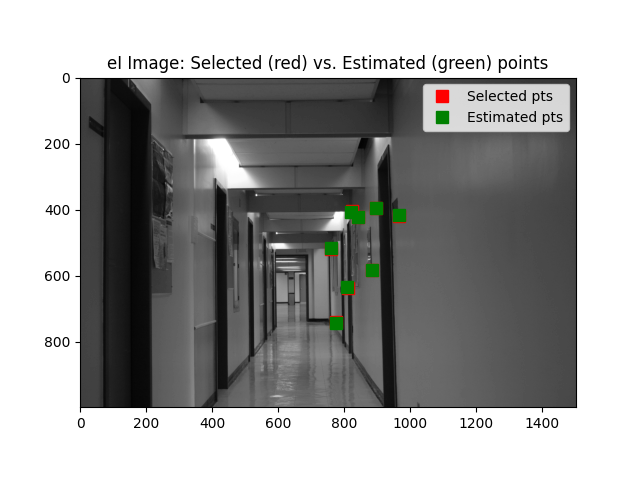 el Image: Selected (red) vs. Estimated (green) points
Selected pts
Estimated pts
0
200
400
600
800
0 200 400 600 800 1000 1200 1400